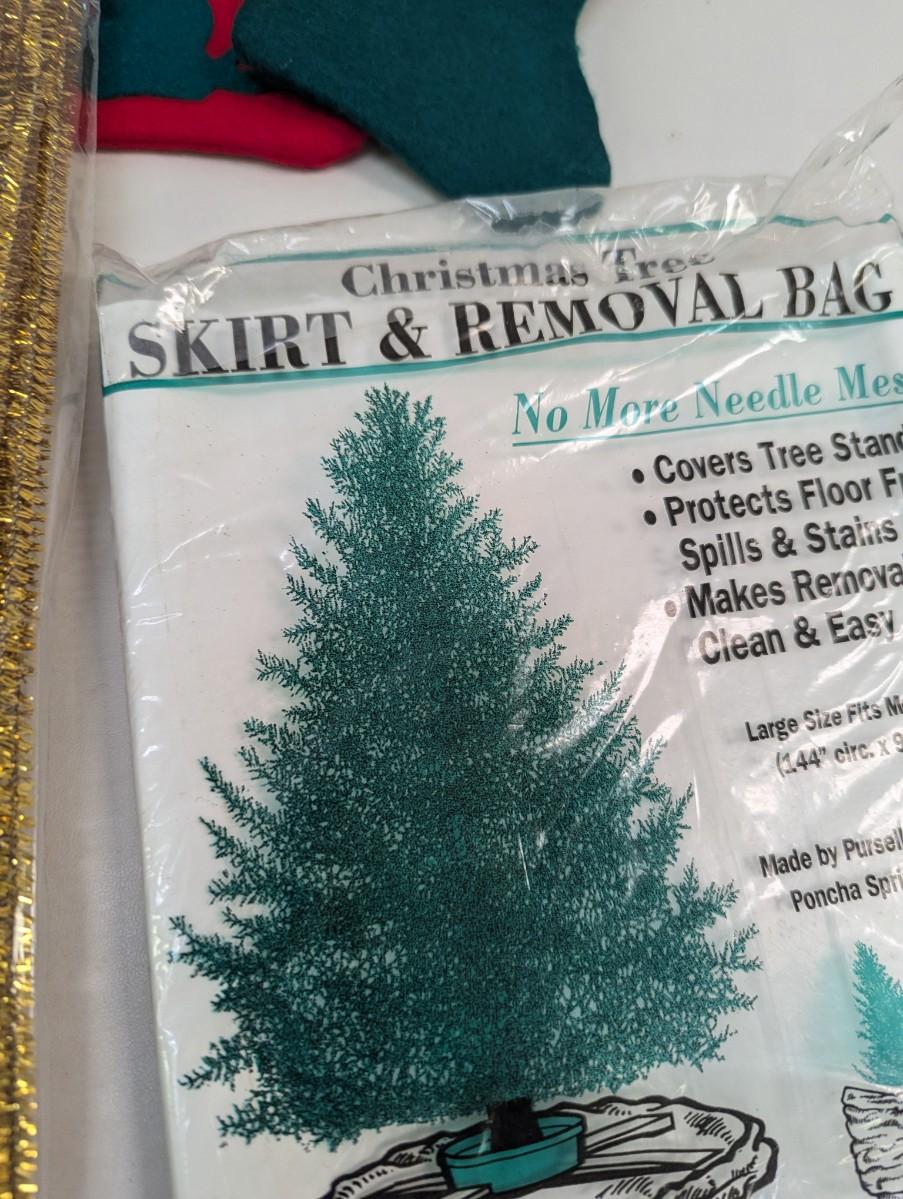 Christmas Tree
SKIRT & REMOVAL BAG
No More Needle Mes
• Covers Tree Stand
• Protects Floor Fr
Spills & Stains
• Makes Removal
Clean & Easy
Large Size Fits M
(144" circ. x 9
Made by Pursell
Poncha Spri